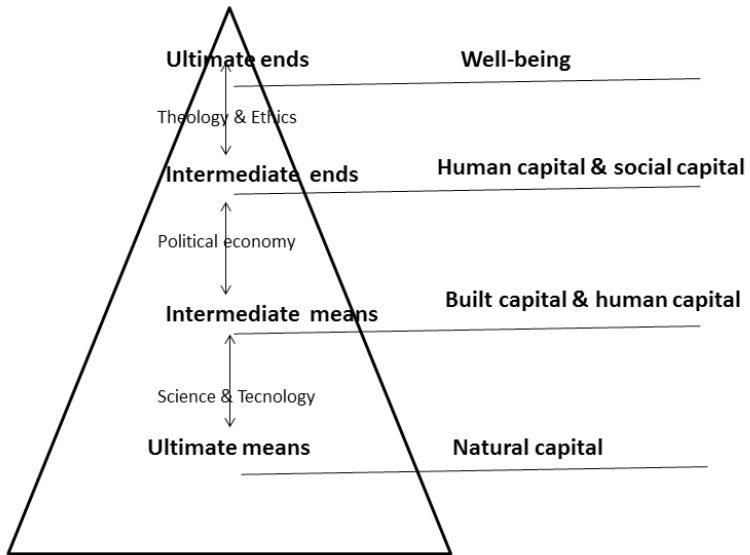 Ultimate ends
Well-being
Theology & Ethics
Intermediate ends
Human capital & social capital
Political economy
Intermediate means
Built capital & human capital
Science & Tecnology
Ultimate means
Natural capital